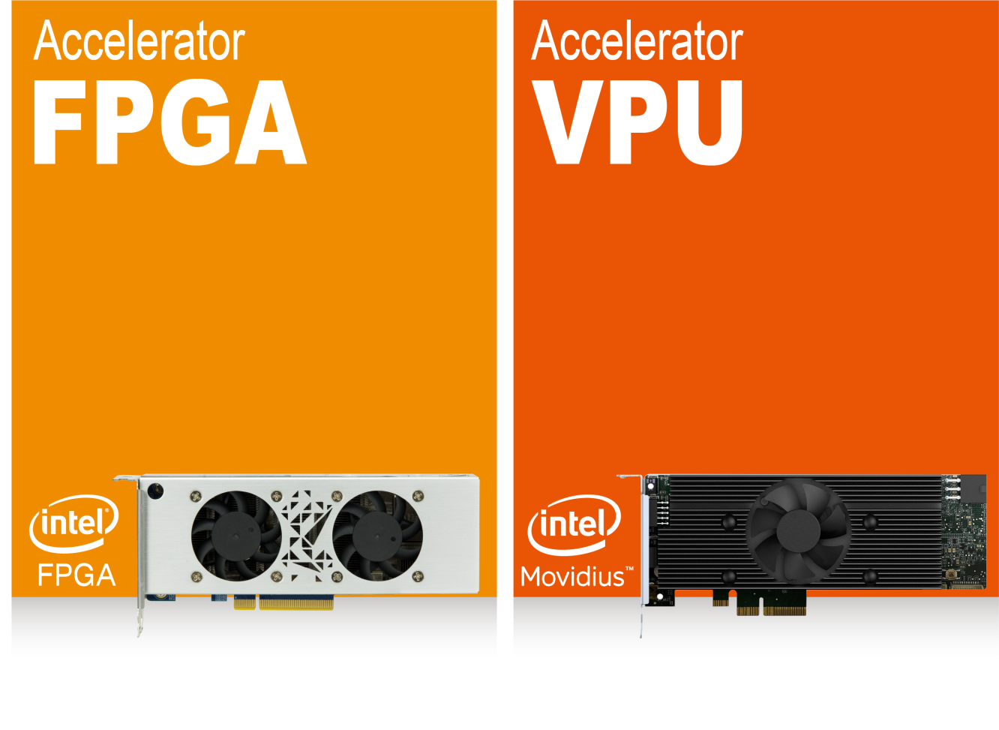 Accelerator
FPGA
intel®
FPGA
Accelerator
VPU
intel
Movidius™